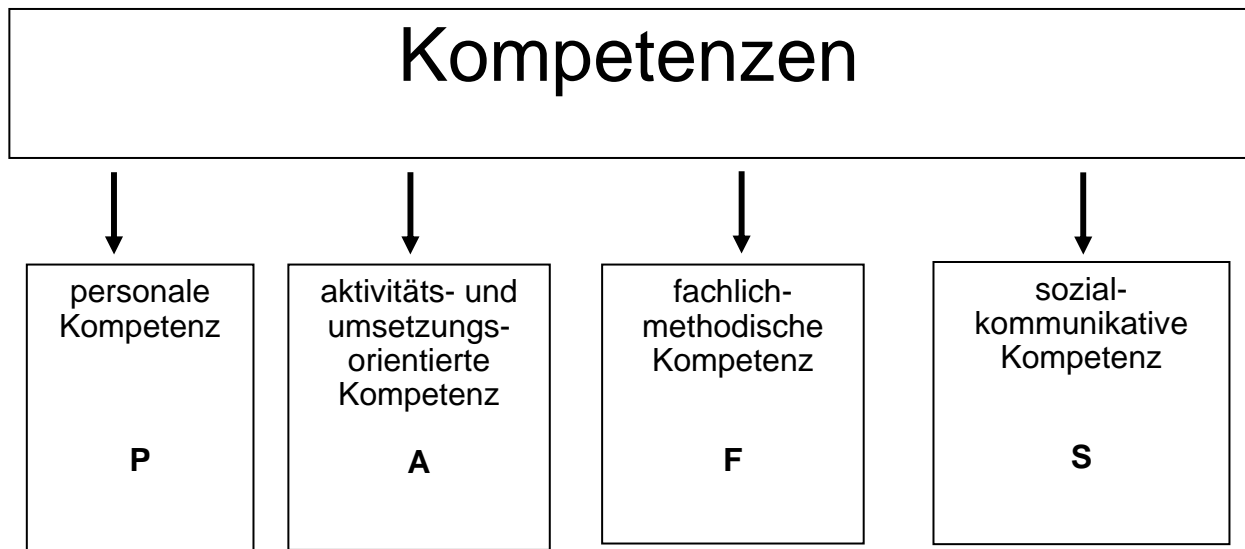 Kompetenzen
personale
Kompetenz
P
aktivitäts- und
umsetzungs-
orientierte
Kompetenz
A
fachlich-
methodische
Kompetenz
F
sozial-
kommunikative
Kompetenz
S